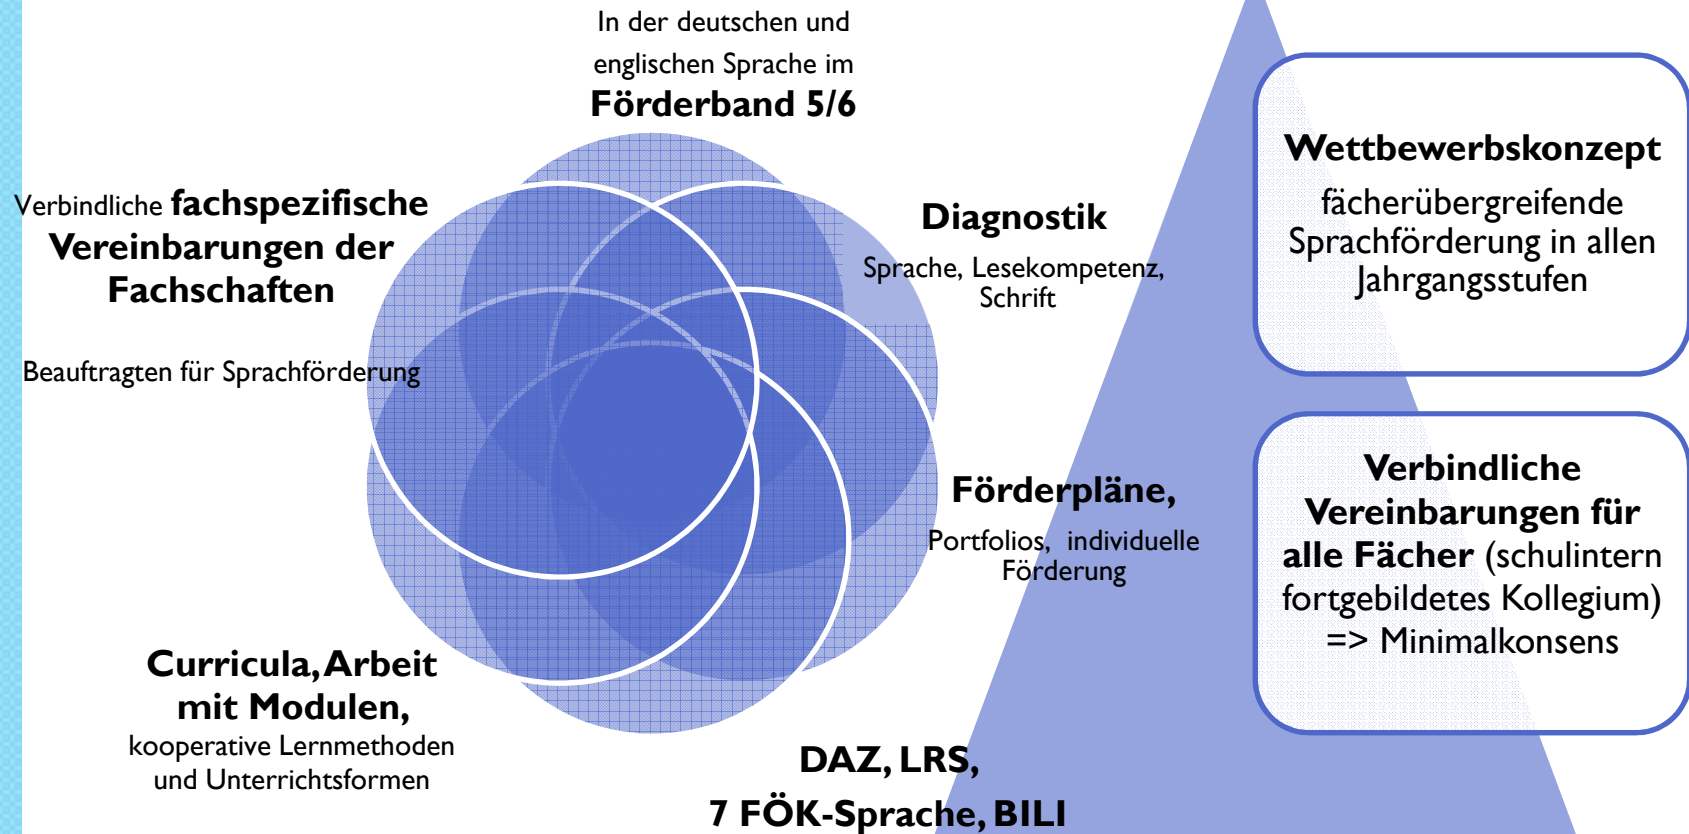 In der deutschen und
englischen Sprache im
Förderband 5/6
Verbindliche fachspezifische
Vereinbarungen der
Fachschaften
Beauftragten für Sprachförderung
Diagnostik
Sprache, Lesekompetenz,
Schrift
Förderpläne,
Portfolios, individuelle
Förderung
Curricula, Arbeit
mit Modulen,
kooperative Lernmethoden
und Unterrichtsformen
DAZ, LRS,
7 FÖK-Sprache, BILI
Wettbewerbskonzept
fächerübergreifende
Sprachförderung in allen
Jahrgangsstufen
Verbindliche
Vereinbarungen für
alle Fächer (schulintern
fortgebildetes Kollegium)
=> Minimalkonsens